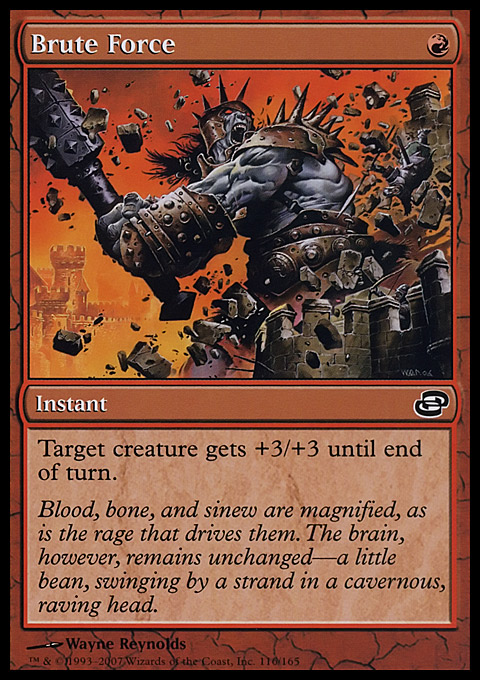 Brute Force
Instant
Target creature gets +3/+3 until end
of turn.
Blood, bone, and sinew are magnified, as
is the rage that drives them. The brain,
however, remains unchanged—a little
bean, swinging by a strand in a cavernous,
raving head.
Wayne Reynolds
™ & © 1993–2007 Wizards of the Coast, Inc. 116/165